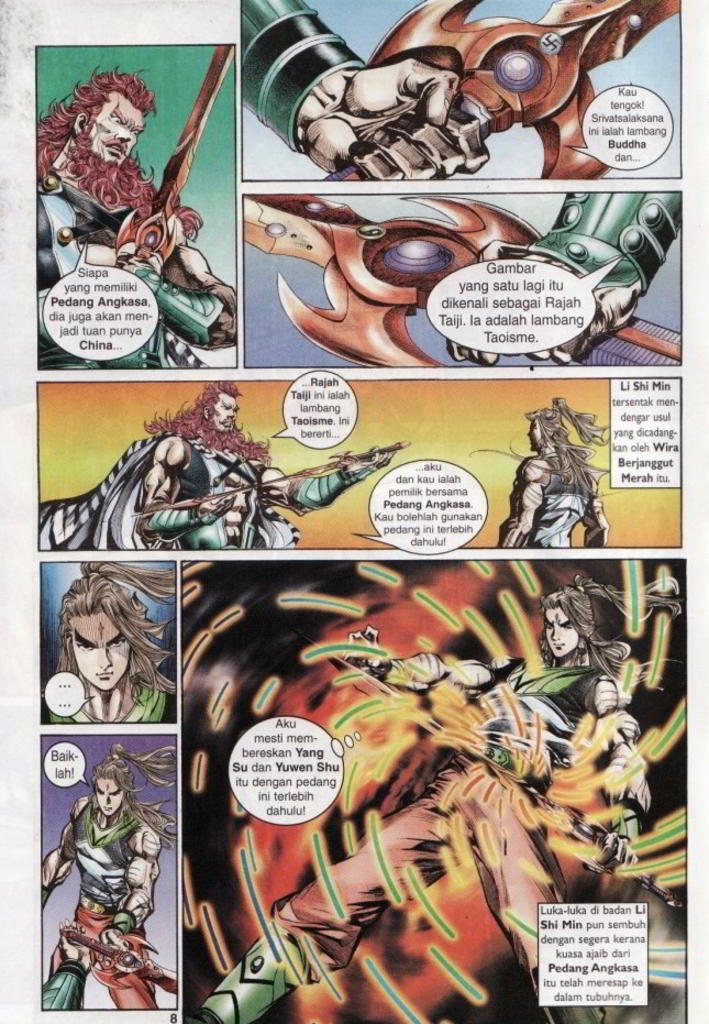 Siapa
yang memiliki
Pedang Angkasa,
dia juga akan men-
jadi tuan punya
China...
Kau
tengok!
Srivatsalaksana
ini ialah lambang
Buddha
dan...
Gambar
yang satu lagi itu
dikenali sebagai Rajah
Taiji. Ia adalah lambang
Taoisme.
...Rajah
Taiji ini ialah
lambang
Taoisme. Ini
bererti...
...aku
dan kau ialah
pemilik bersama
Pedang Angkasa.
Kau bolehlah gunakan
pedang ini terlebih
dahulu!
Li Shi Min
tersentak men-
dengar usul
yang dicadang-
kan oleh Wira
Berjanggut
Merah itu.
...
...
Baik-
lah!
Aku
mesti mem-
bereskan Yang
Su dan Yuwen Shu
itu dengan pedang
ini terlebih
dahulu!
Luka-luka di badan Li
Shi Min pun sembuh
dengan segera kerana
kuasa ajaib dari
Pedang Angkasa
itu telah meresap ke
dalam tubuhnya.
8